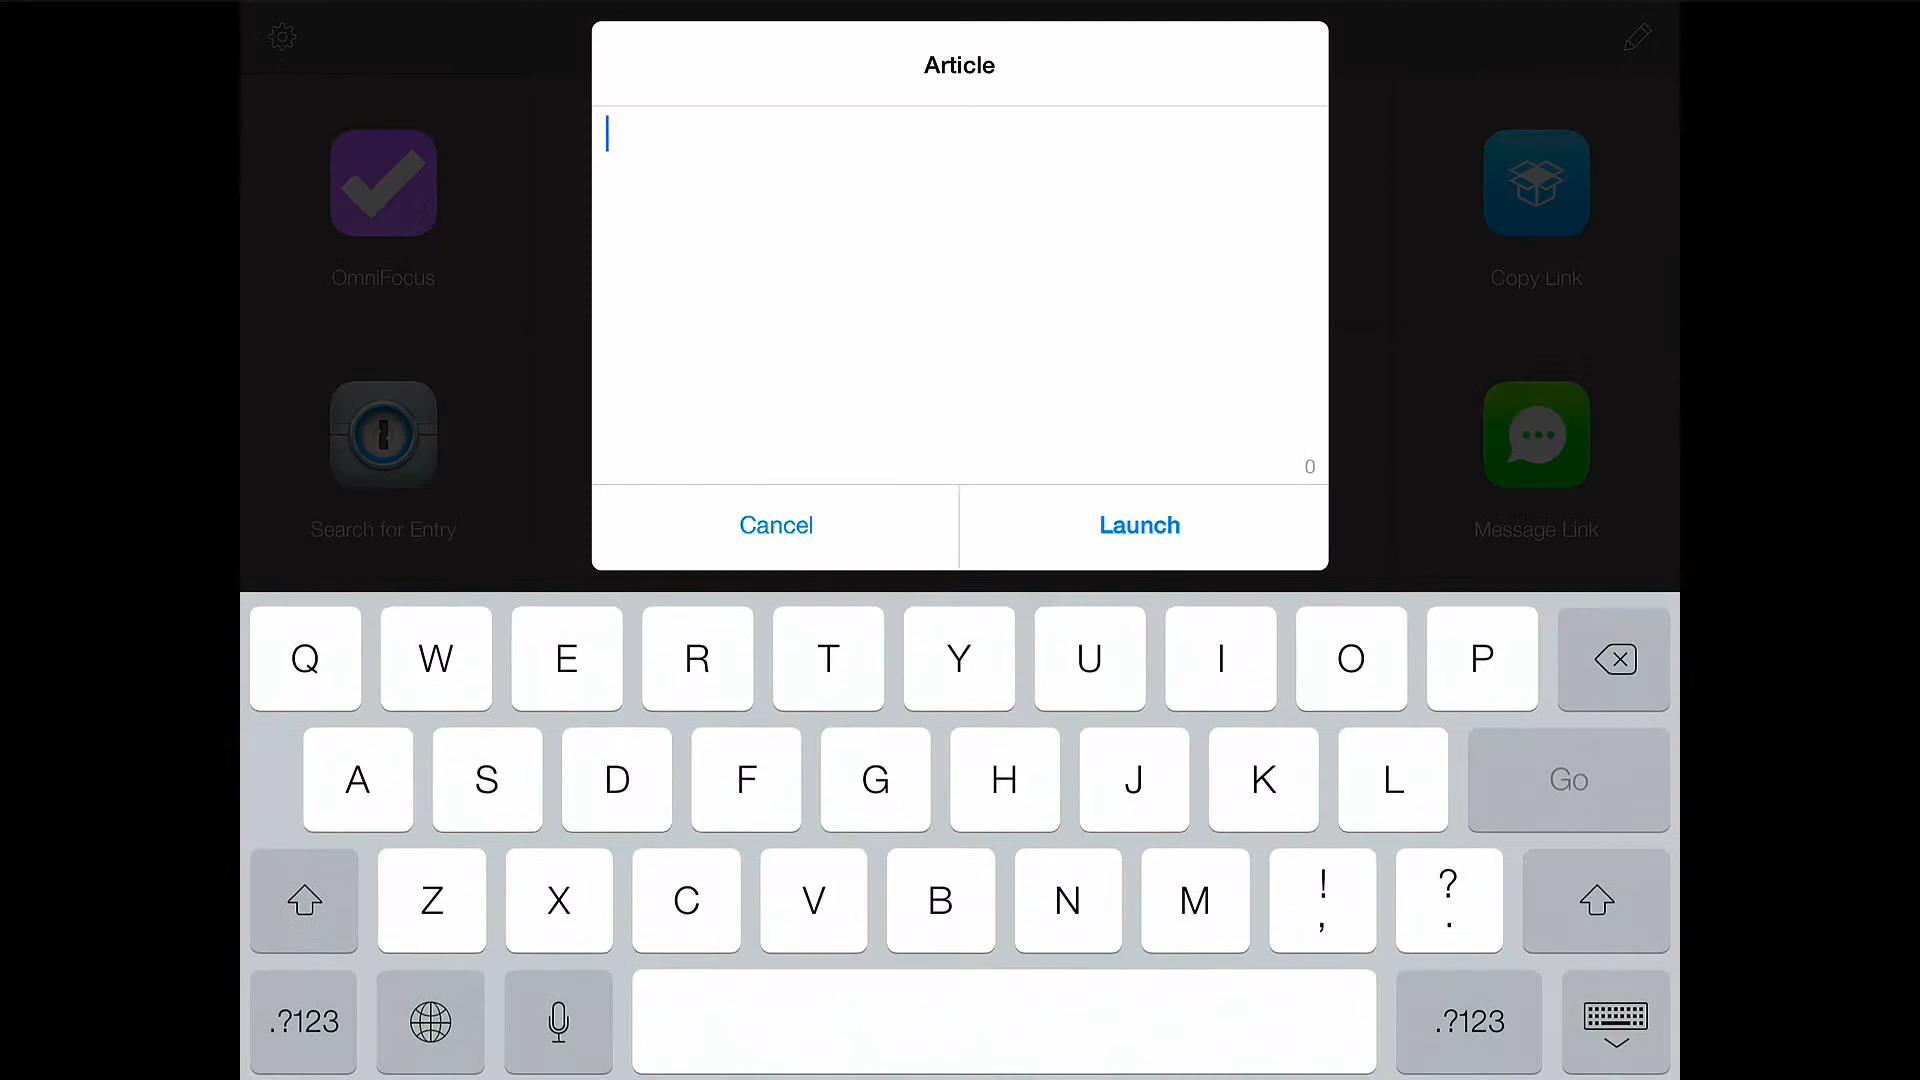 Article
OmniFocus
Copy Link
Search for Entry
Message Link
0
Cancel
Launch
Q W E R T Y U I O P
A S D F G H J K L Go
Z X C V B N M ! , ? .
.?123 .?123